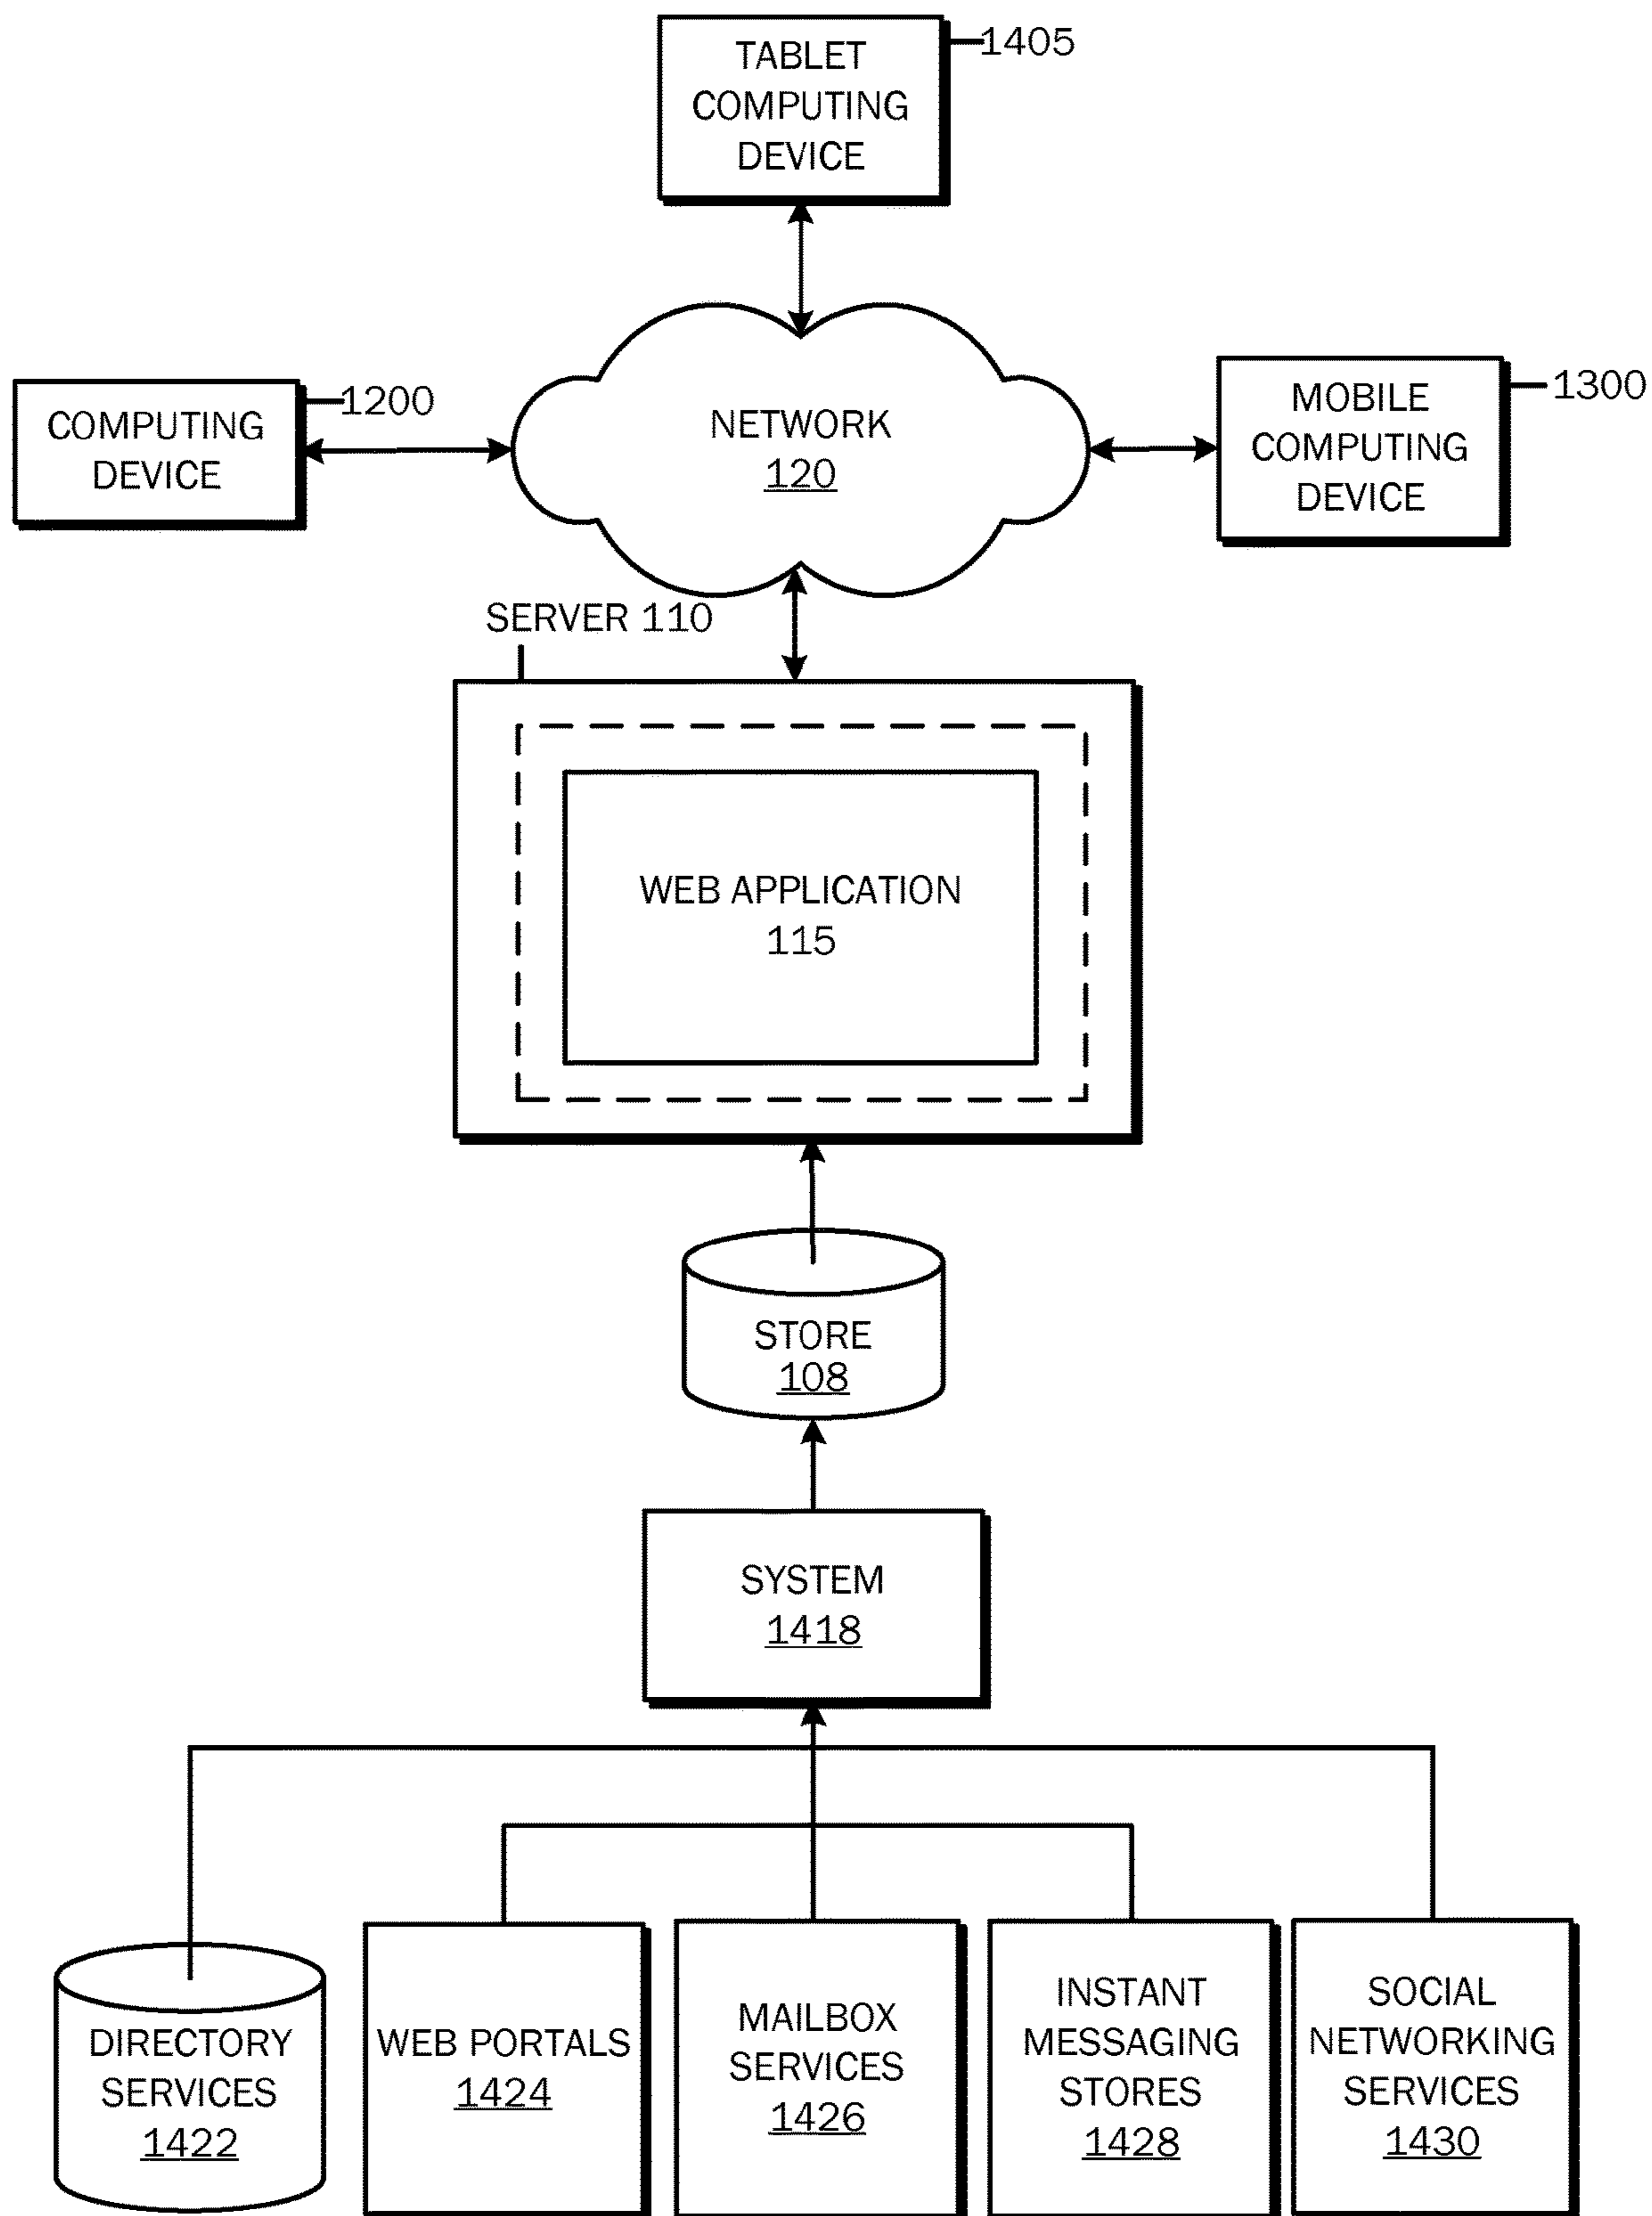 TABLET
COMPUTING
DEVICE
1405
COMPUTING
DEVICE
1200
NETWORK
120
MOBILE
COMPUTING
DEVICE
1300
SERVER 110
WEB APPLICATION
115
STORE
108
SYSTEM
1418
DIRECTORY
SERVICES
1422
WEB PORTALS
1424
MAILBOX
SERVICES
1426
INSTANT
MESSAGING
STORES
1428
SOCIAL
NETWORKING
SERVICES
1430